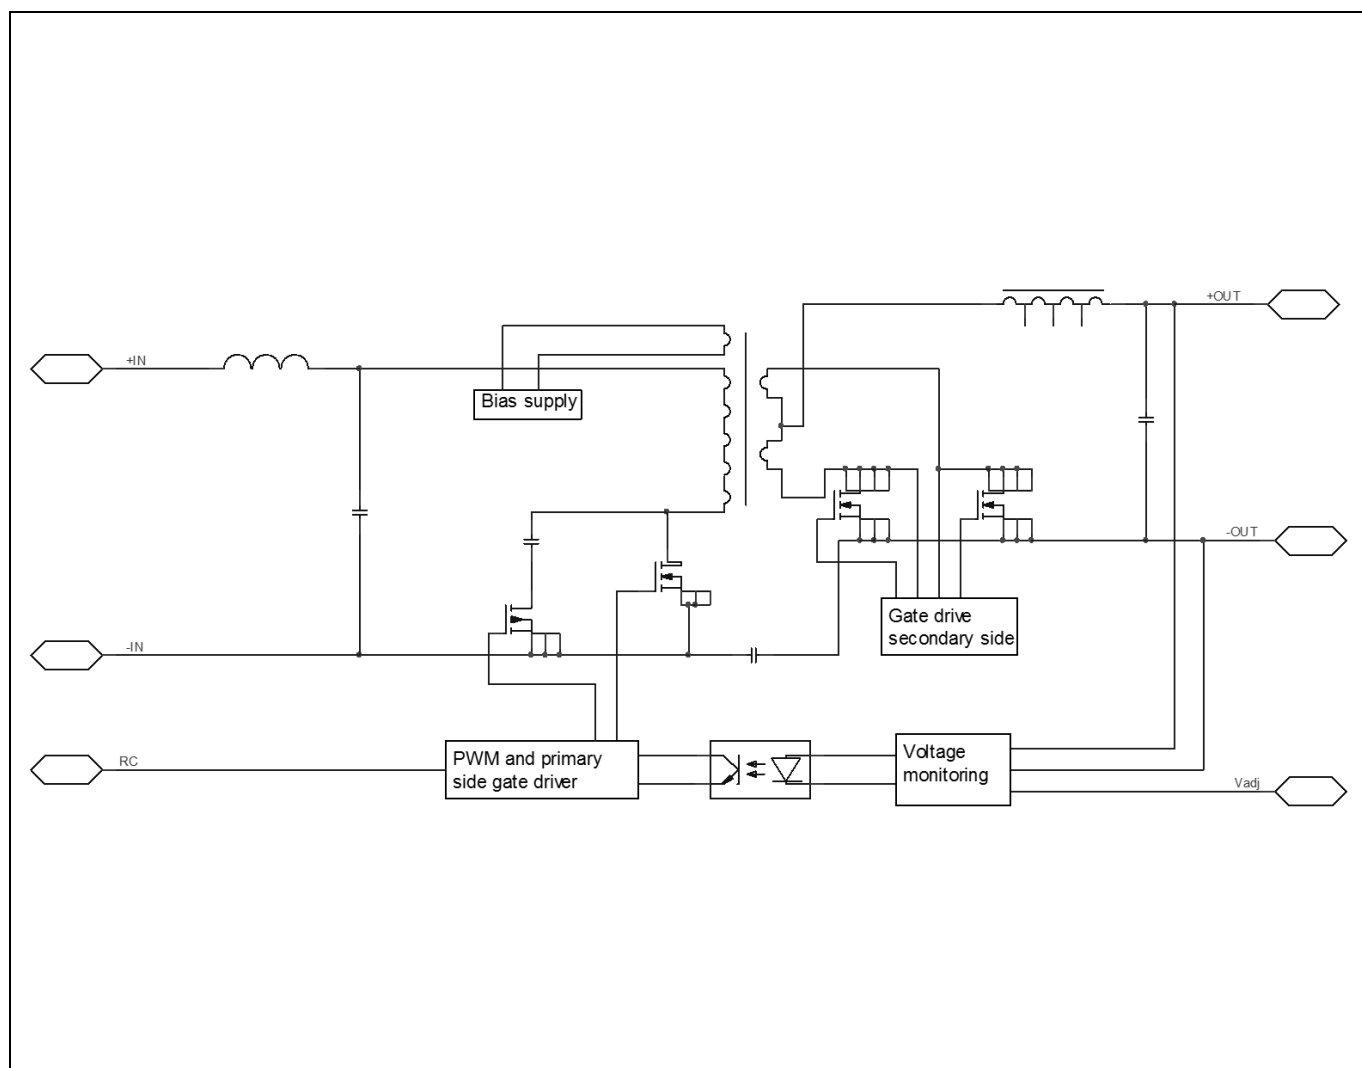 +OUT
+IN
Bias supply
-OUT
Gate drive
secondary side
-IN
RC
PWM and primary
side gate driver
Voltage
monitoring
Vadj